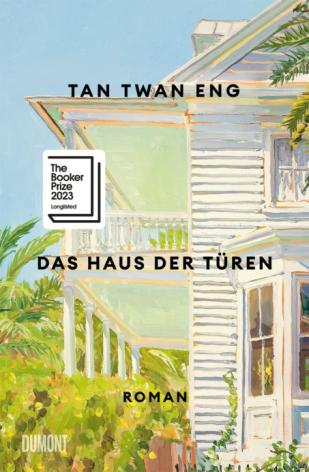 TAN TWAN ENG
The
Booker
Prize
2023
Longlisted
DAS HAUS DER TÜREN
ROMAN
DUMONT